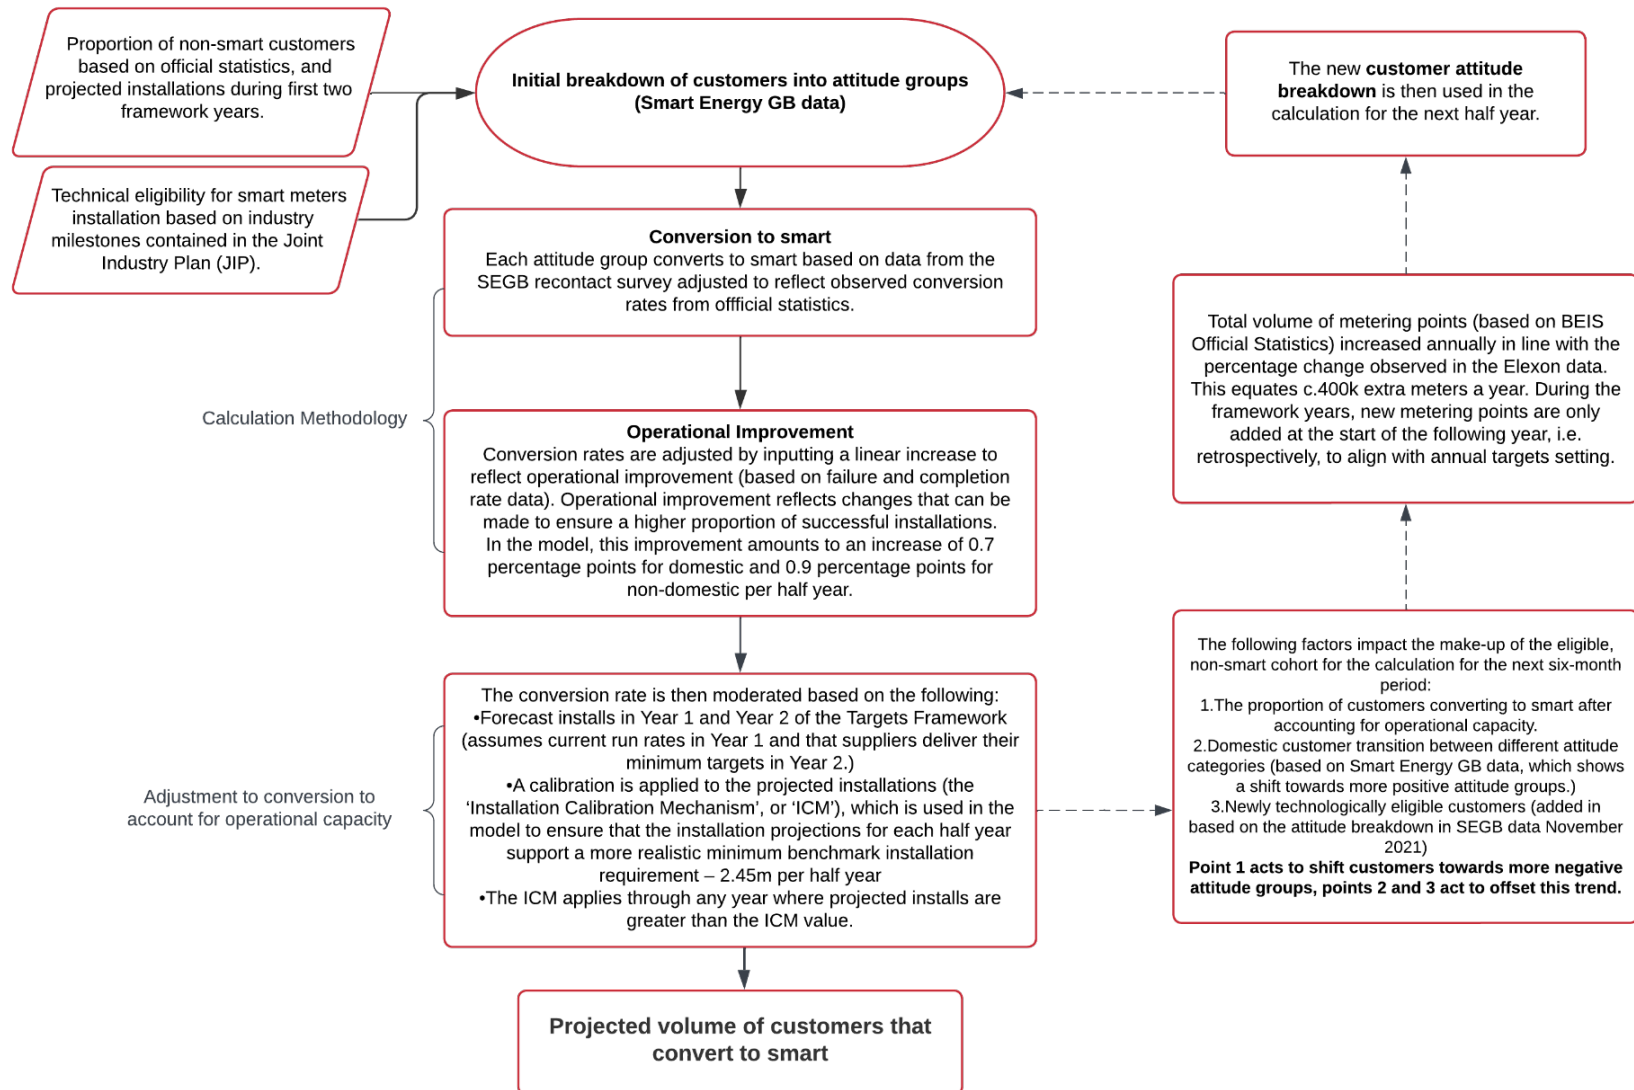 Proportion of non-smart customers
based on official statistics, and
projected installations during first two
framework years.
Technical eligibility for smart meters
installation based on industry
milestones contained in the Joint
Industry Plan (JIP).
Initial breakdown of customers into attitude groups
(Smart Energy GB data)
The new customer attitude
breakdown is then used in the
calculation for the next half year.
Conversion to smart
Each attitude group converts to smart based on data from the
SEGB recontact survey adjusted to reflect observed conversion
rates from offficial statistics.
Calculation Methodology
Operational Improvement
Conversion rates are adjusted by inputting a linear increase to
reflect operational improvement (based on failure and completion
rate data). Operational improvement reflects changes that can be
made to ensure a higher proportion of successful installations.
In the model, this improvement amounts to an increase of 0.7
percentage points for domestic and 0.9 percentage points for
non-domestic per half year.
Total volume of metering points (based on BEIS
Official Statistics) increased annually in line with the
percentage change observed in the Elexon data.
This equates c.400k extra meters a year. During the
framework years, new metering points are only
added at the start of the following year, i.e.
retrospectively, to align with annual targets setting.
Adjustment to conversion to
account for operational capacity
The conversion rate is then moderated based on the following:
•Forecast installs in Year 1 and Year 2 of the Targets Framework
(assumes current run rates in Year 1 and that suppliers deliver their
minimum targets in Year 2.)
•A calibration is applied to the projected installations (the
‘Installation Calibration Mechanism’, or ‘ICM’), which is used in the
model to ensure that the installation projections for each half year
support a more realistic minimum benchmark installation
requirement – 2.45m per half year
•The ICM applies through any year where projected installs are
greater than the ICM value.
The following factors impact the make-up of the eligible,
non-smart cohort for the calculation for the next six-month
period:
1.The proportion of customers converting to smart after
accounting for operational capacity.
2.Domestic customer transition between different attitude
categories (based on Smart Energy GB data, which shows
a shift towards more positive attitude groups.)
3.Newly technologically eligible customers (added in
based on the attitude breakdown in SEGB data November
2021)
Point 1 acts to shift customers towards more negative
attitude groups, points 2 and 3 act to offset this trend.
Projected volume of customers that
convert to smart